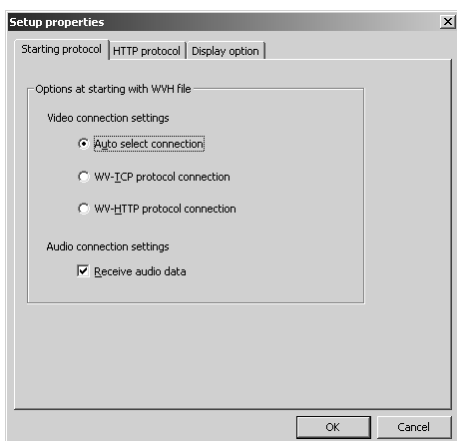 Setup properties
Starting protocol HTTP protocol Display option
Options at starting with WVH file
Video connection settings
Auto select connection
WV-TCP protocol connection
WV-HTTP protocol connection
Audio connection settings
Receive audio data
OK Cancel